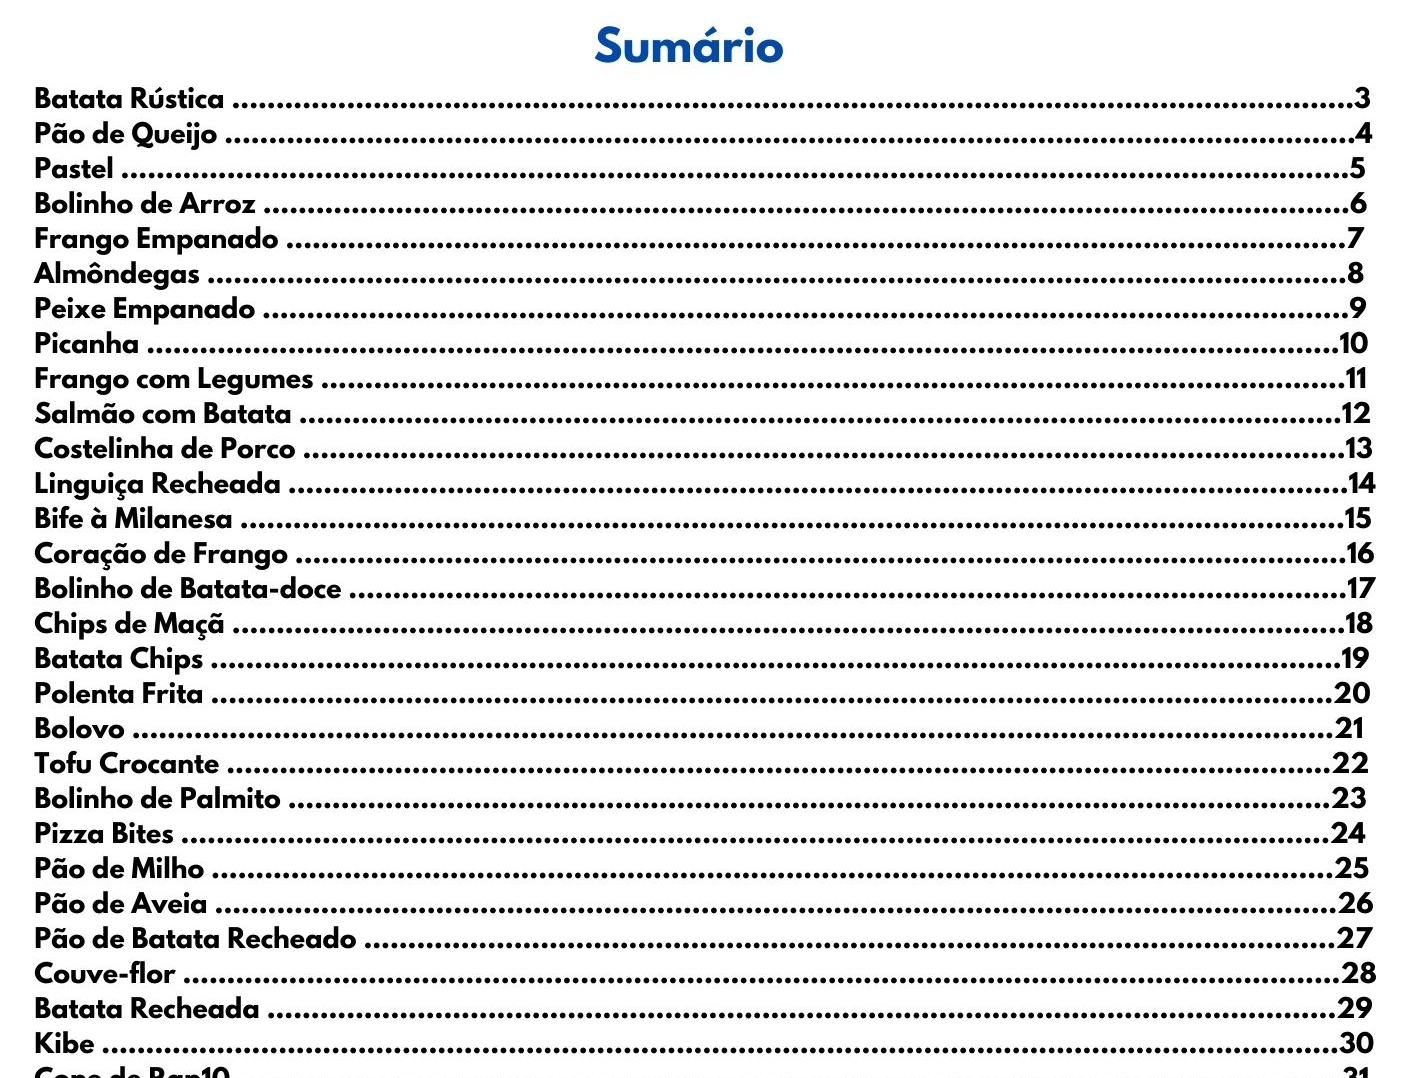 Sumário
Batata Rústica ........................................................................................................................................3
Pão de Queijo ........................................................................................................................................4
Pastel ........................................................................................................................................5
Bolinho de Arroz ........................................................................................................................................6
Frango Empanado ........................................................................................................................................7
Almôndegas ........................................................................................................................................8
Peixe Empanado ........................................................................................................................................9
Picanha ........................................................................................................................................10
Frango com Legumes ........................................................................................................................................11
Salmão com Batata ........................................................................................................................................12
Costelinha de Porco ........................................................................................................................................13
Linguiça Recheada ........................................................................................................................................14
Bife à Milanesa ........................................................................................................................................15
Coração de Frango ........................................................................................................................................16
Bolinho de Batata-doce ........................................................................................................................................17
Chips de Maçã ........................................................................................................................................18
Batata Chips ........................................................................................................................................19
Polenta Frita ........................................................................................................................................20
Bolovo ........................................................................................................................................21
Tofu Crocante ........................................................................................................................................22
Bolinho de Palmito ........................................................................................................................................23
Pizza Bites ........................................................................................................................................24
Pão de Milho ........................................................................................................................................25
Pão de Aveia ........................................................................................................................................26
Pão de Batata Recheado ........................................................................................................................................27
Couve-flor ........................................................................................................................................28
Batata Recheada ........................................................................................................................................29
Kibe ........................................................................................................................................30
Cone de Rap10 ........................................................................................................................................31